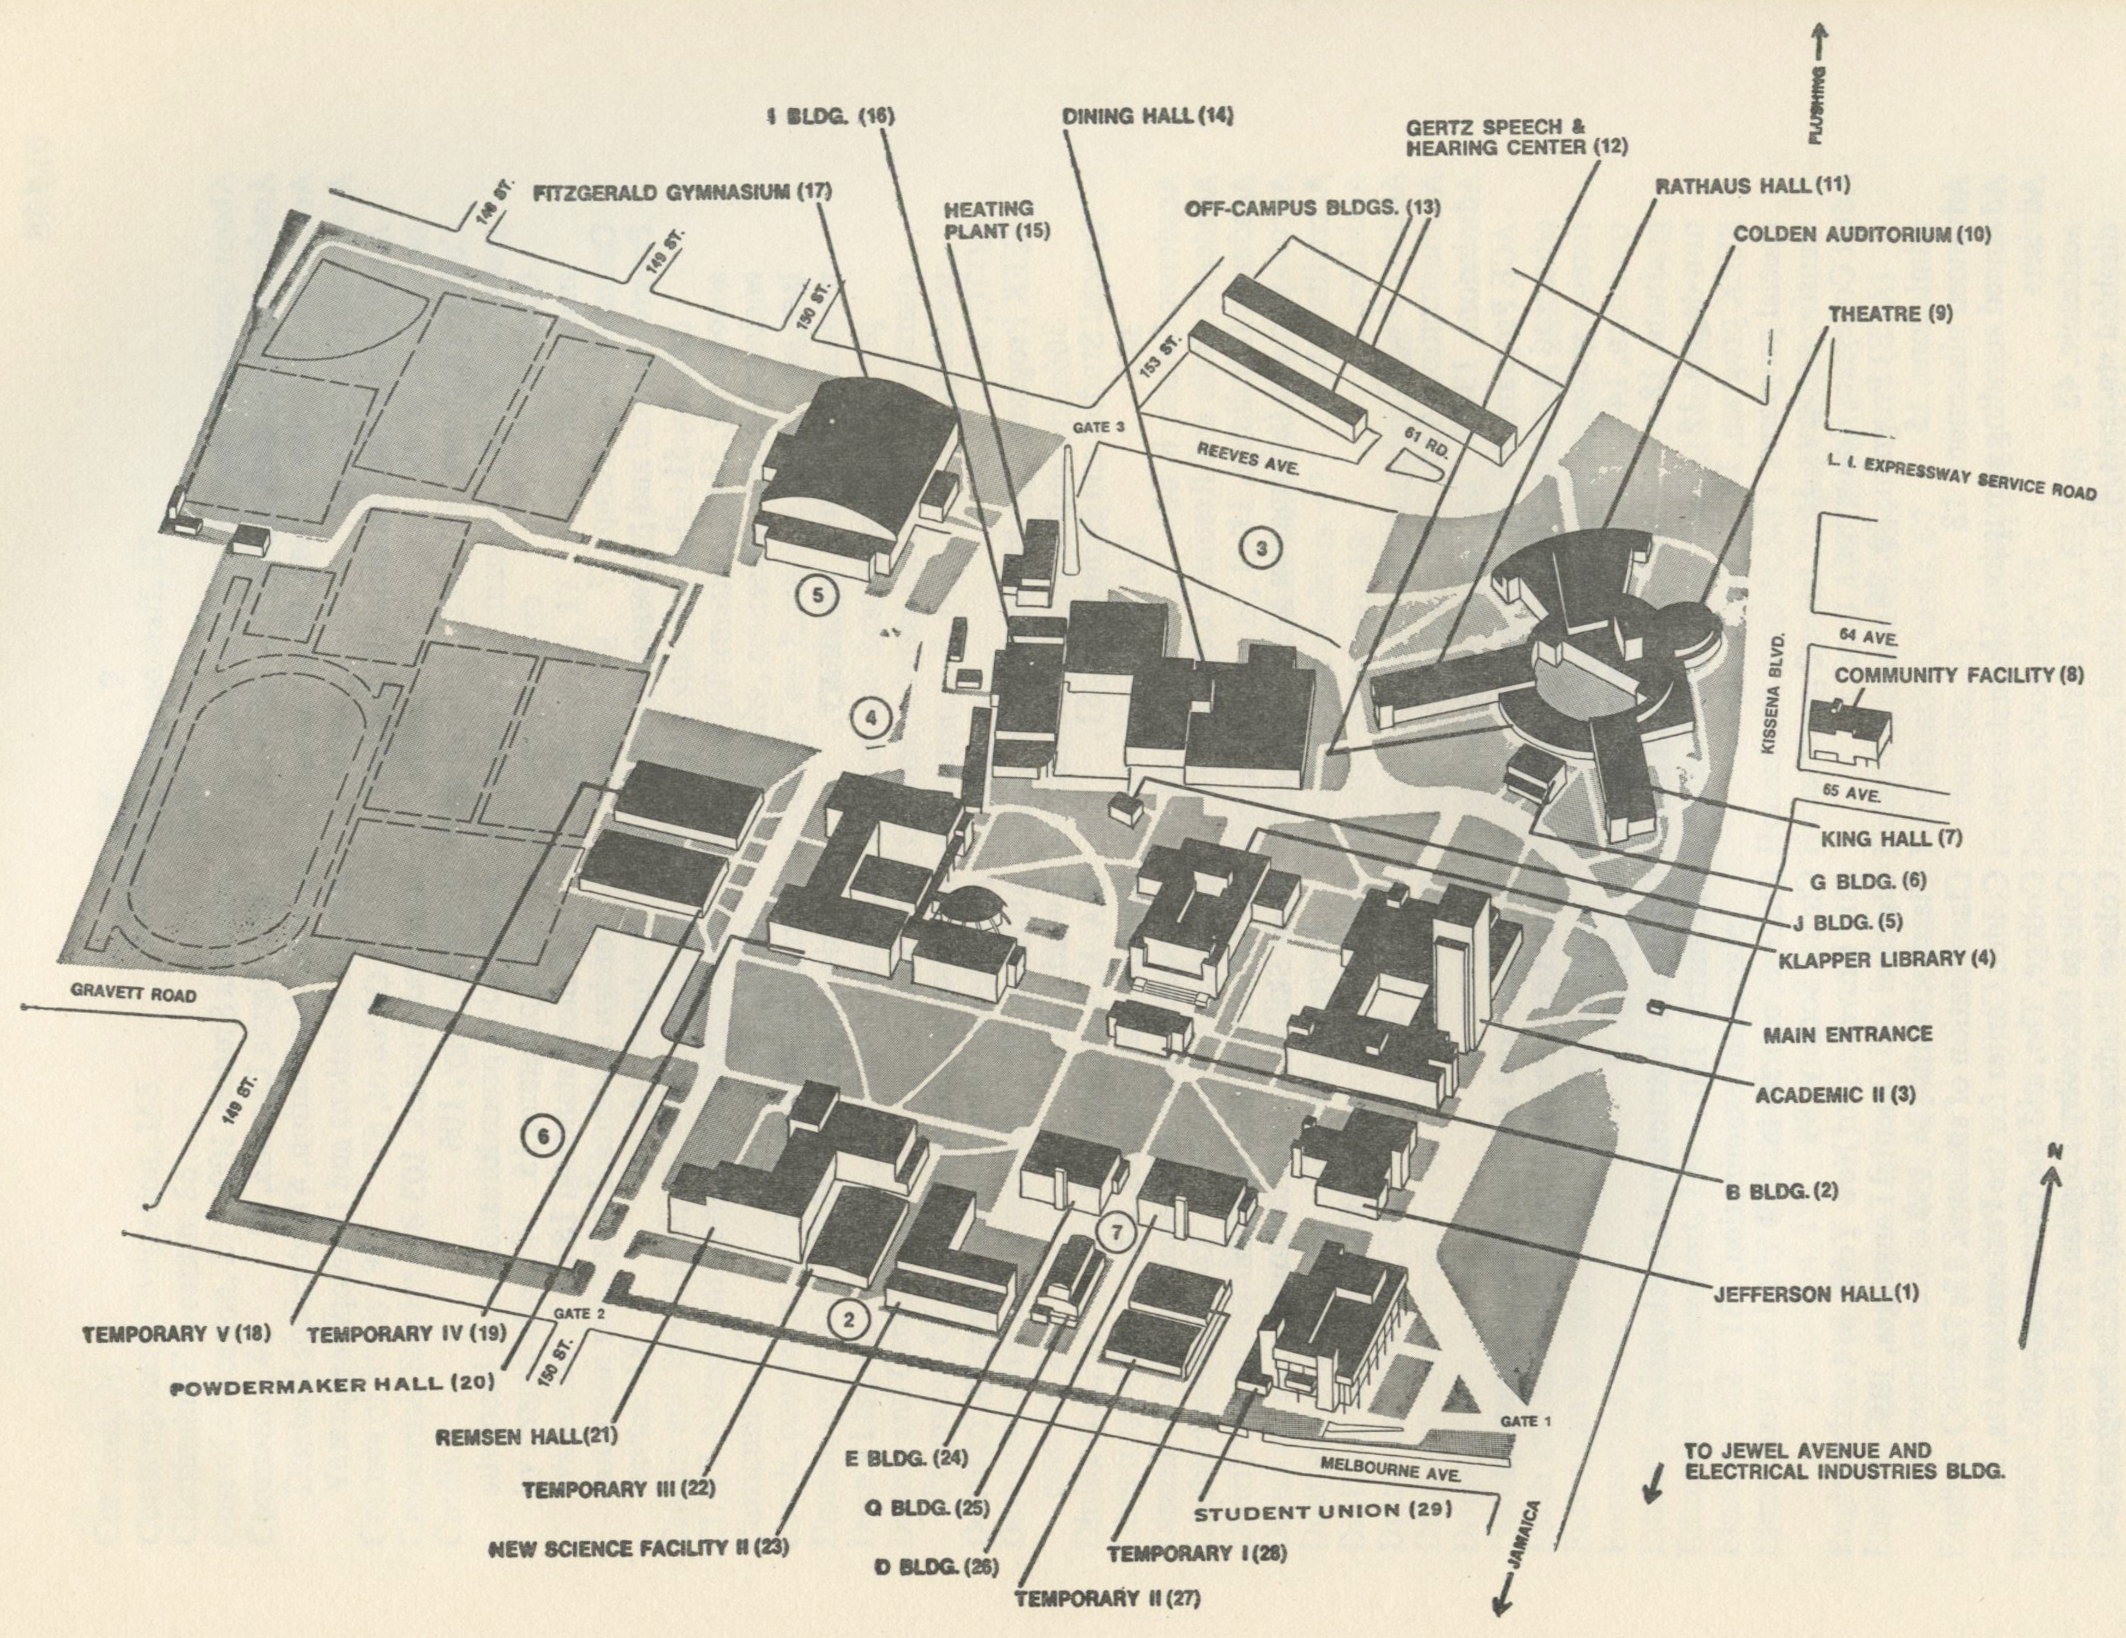 FLUSHING
I BLDG. (16)
DINING HALL (14)
GERTZ SPEECH &
HEARING CENTER (12)
RATHAUS HALL (11)
148 ST.
FITZGERALD GYMNASIUM (17)
HEATING
PLANT (15)
OFF-CAMPUS BLDGS. (13)
COLDEN AUDITORIUM (10)
149 ST.
150 ST.
THEATRE (9)
153 ST.
GATE 3
REEVES AVE.
61 RD.
L. I. EXPRESSWAY SERVICE ROAD
3
5
64 AVE.
KISSENA BLVD.
COMMUNITY FACILITY (8)
4
65 AVE.
KING HALL (7)
G BLDG. (6)
J BLDG. (5)
KLAPPER LIBRARY (4)
GRAVETT ROAD
MAIN ENTRANCE
149 ST.
ACADEMIC II (3)
6
N
B BLDG. (2)
7
JEFFERSON HALL (1)
2
GATE 2
TEMPORARY V (18)
TEMPORARY IV (19)
150 ST.
POWDERMAKER HALL (20)
GATE 1
REMSEN HALL (21)
E BLDG. (24)
MELBOURNE AVE.
TO JEWEL AVENUE AND
ELECTRICAL INDUSTRIES BLDG.
TEMPORARY III (22)
Q BLDG. (25)
STUDENT UNION (29)
JAMAICA
NEW SCIENCE FACILITY II (23)
D BLDG. (26)
TEMPORARY I (28)
TEMPORARY II (27)